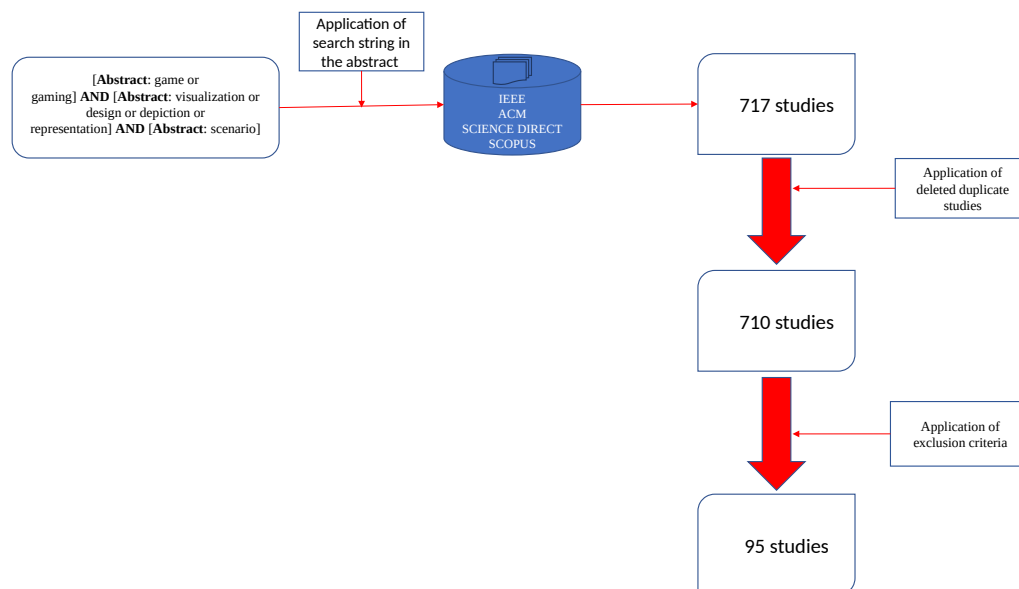 Application of
search string in
the abstract
[Abstract: game or
gaming] AND [Abstract: visualization or
design or depiction or
representation] AND [Abstract: scenario]
IEEE
ACM
SCIENCE DIRECT
SCOPUS
717 studies
Application of
deleted duplicate
studies
710 studies
Application of
exclusion criteria
95 studies